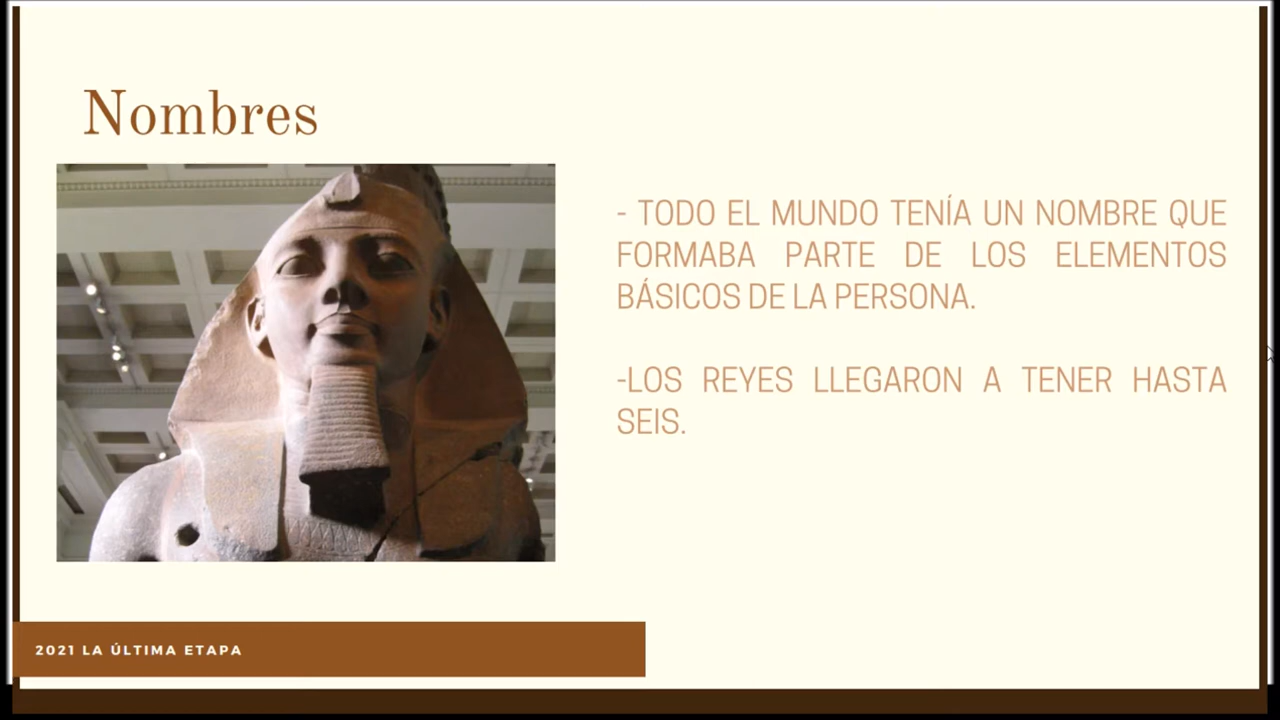 Nombres
- TODO EL MUNDO TENÍA UN NOMBRE QUE
FORMABA PARTE DE LOS ELEMENTOS
BÁSICOS DE LA PERSONA.
-LOS REYES LLEGARON A TENER HASTA
SEIS.
2021 LA ÚLTIMA ETAPA